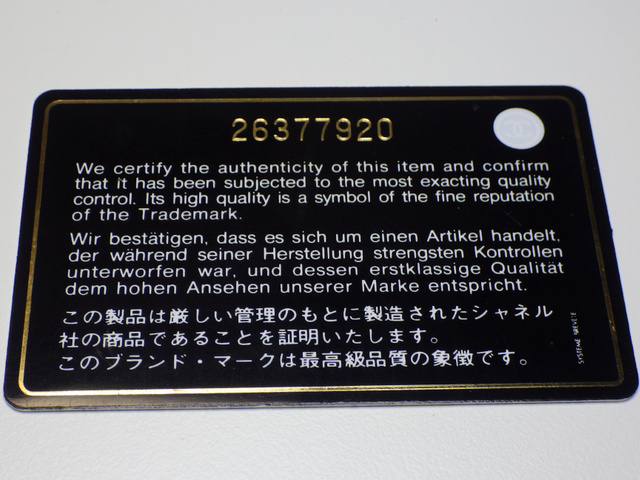 26377920
We certify the authenticity of this item and confirm
that it has been subjected to the most exacting quality
control. Its high quality is a symbol of the fine reputation
of the Trademark.
Wir bestätigen, dass es sich um einen Artikel handelt,
der während seiner Herstellung strengsten Kontrollen
unterworfen war, und dessen erstklassige Qualität
dem hohen Ansehen unserer Marke entspricht.
この製品は厳しい管理のもとに製造されたシャネル
社の商品であることを証明いたします。
このブランド・マークは最高級品質の象徴です。
SYSTEME